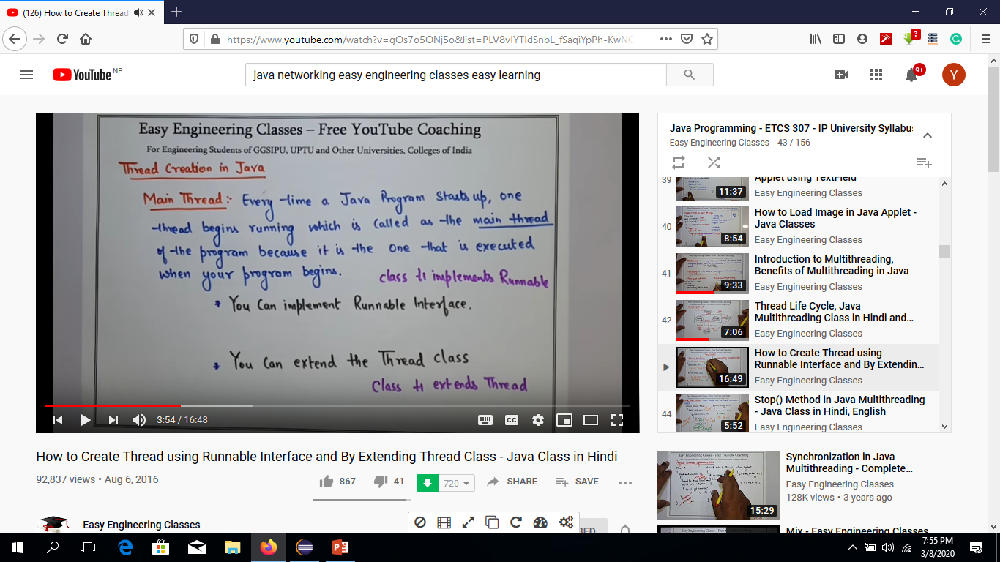 (126) How to Create Thread
https://www.youtube.com/watch?v=gOs7o5ONj5o&list=PLV8vIYTIdSnbL_fSaqiYpPh-KwNC
YouTube NP
java networking easy engineering classes easy learning
9+
Y
Easy Engineering Classes – Free YouTube Coaching
For Engineering Students of GGSIPU, UPTU and Other Universities, Colleges of India
Thread Creation in Java
Main Thread:- Every time a Java Program starts up, one
thread begins running which is called as the main thread
of the program because it is the one that is executed
when your program begins.
class t1 implements Runnable
* You Can implement Runnable Interface.
* You Can extend the Thread class
Class t1 extends Thread
3:54 / 16:48
How to Create Thread using Runnable Interface and By Extending Thread Class - Java Class in Hindi
92,837 views • Aug 6, 2016
867
41
720
SHARE
SAVE
Easy Engineering Classes
Java Programming - ETCS 307 - IP University Syllabus
Easy Engineering Classes - 43 / 156
39
11:37
Applet using TextField
Easy Engineering Classes
40
8:54
How to Load Image in Java Applet -
Java Classes
Easy Engineering Classes
41
9:33
Introduction to Multithreading,
Benefits of Multithreading in Java
Easy Engineering Classes
42
7:06
Thread Life Cycle, Java
Multithreading Class in Hindi and...
Easy Engineering Classes
16:49
How to Create Thread using
Runnable Interface and By Extendin...
Easy Engineering Classes
44
5:52
Stop() Method in Java Multithreading
- Java Class in Hindi, English
Easy Engineering Classes
15:29
Synchronization in Java
Multithreading - Complete...
Easy Engineering Classes
128K views • 3 years ago
Mix - Easy Engineering Classes
7:55 PM
3/8/2020